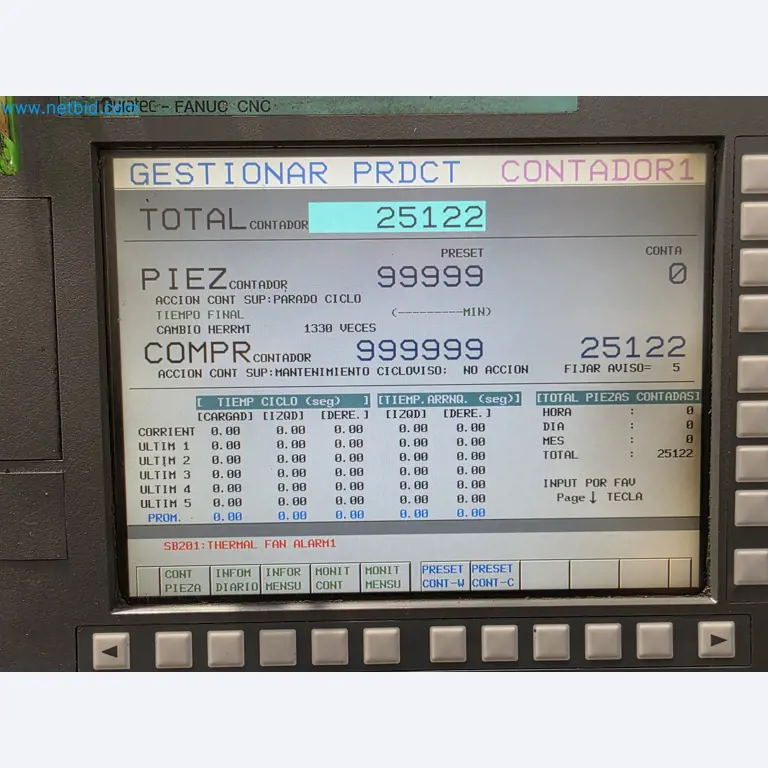 www.netbid.com
- FANUC CNC
GESTIONAR PRDCT CONTADOR1
TOTAL CONTADOR 25122
PRESET CONTA
PIEZ CONTADOR 99999 0
ACCION CONT SUP:PARADO CICLO
TIEMPO FINAL (---------MIN)
CAMBIO HERRMT 1330 VECES
COMPR CONTADOR 999999 25122
ACCION CONT SUP:MANTENIMIENTO CICLOVISO: NO ACCION FIJAR AVISO= 5
[ TIEMP CICLO (seg) ] [TIEMP.ARRNQ. (seg)] [TOTAL PIEZAS CONTADAS]
[CARGAD] [IZQD] [DERE.] [IZQD] [DERE.] HORA : 0
CORRIENT 0.00 0.00 0.00 0.00 0.00 DIA : 0
ULTIM 1 0.00 0.00 0.00 0.00 0.00 MES : 0
ULTIM 2 0.00 0.00 0.00 0.00 0.00 TOTAL : 25122
ULTIM 3 0.00 0.00 0.00 0.00 0.00
ULTIM 4 0.00 0.00 0.00 0.00 0.00 INPUT POR FAV
ULTIM 5 0.00 0.00 0.00 0.00 0.00 Page↓ TECLA
PROM. 0.00 0.00 0.00 0.00 0.00
SB201:THERMAL FAN ALARM1
CONT INFOM INFOR MONIT MONIT PRESET PRESET
PIEZA DIARIO MENSU CONT MENSU CONT-W CONT-C